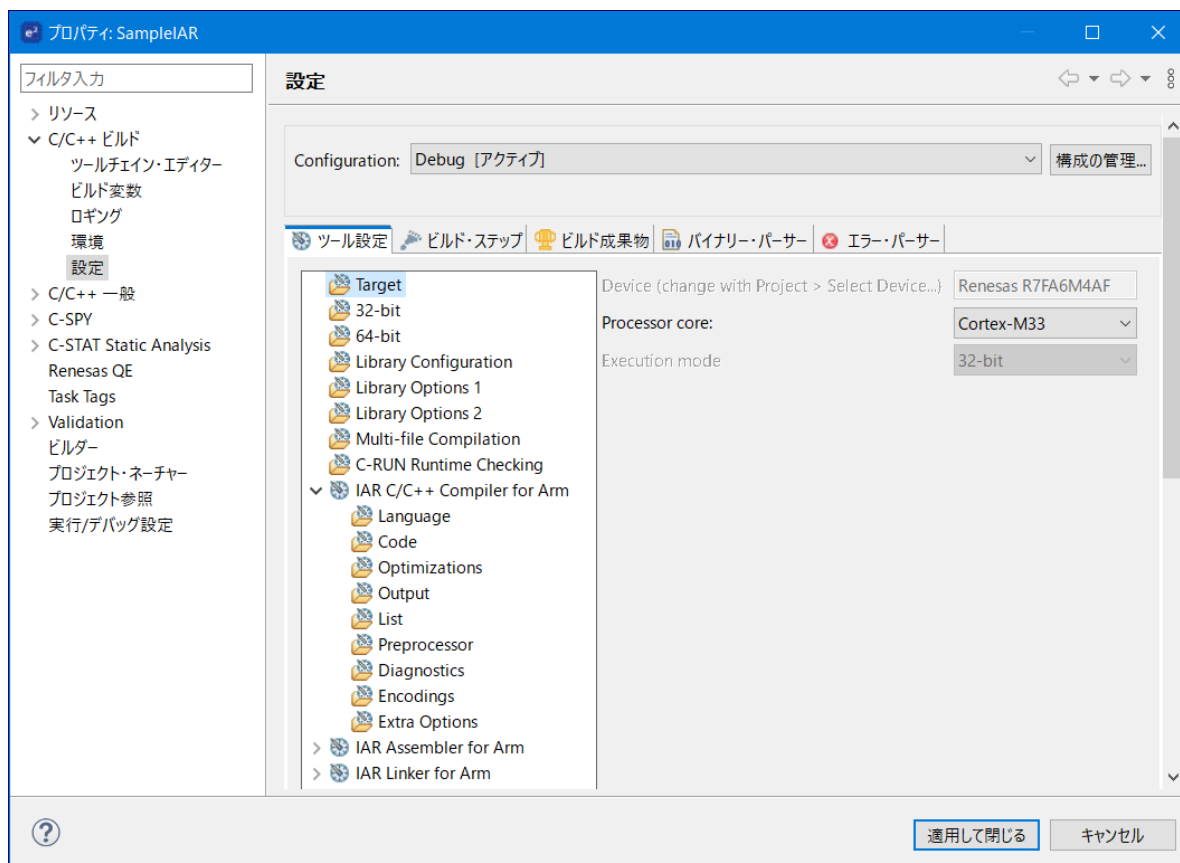 e² プロパティ: SampleIAR
フィルタ入力
リソース
C/C++ ビルド
ツールチェイン・エディター
ビルド変数
ロギング
環境
設定
C/C++ 一般
C-SPY
C-STAT Static Analysis
Renesas QE
Task Tags
Validation
ビルダー
プロジェクト・ネーチャー
プロジェクト参照
実行/デバッグ設定
設定
Configuration: Debug [アクティブ] 構成の管理...
ツール設定 ビルド・ステップ ビルド成果物 バイナリー・パーサー エラー・パーサー
Target
32-bit
64-bit
Library Configuration
Library Options 1
Library Options 2
Multi-file Compilation
C-RUN Runtime Checking
IAR C/C++ Compiler for Arm
Language
Code
Optimizations
Output
List
Preprocessor
Diagnostics
Encodings
Extra Options
IAR Assembler for Arm
IAR Linker for Arm
Device (change with Project > Select Device...) Renesas R7FA6M4AF
Processor core: Cortex-M33
Execution mode 32-bit
?
適用して閉じる キャンセル